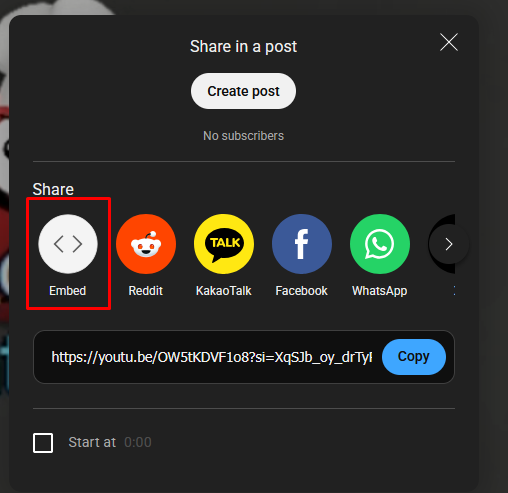 Share in a post
Create post
No subscribers
Share
TALK
Embed
Reddit
KakaoTalk
Facebook
WhatsApp
https://youtu.be/OW5tKDVF1o8?si=XqSJb_oy_drTyF
Copy
Start at 0:00